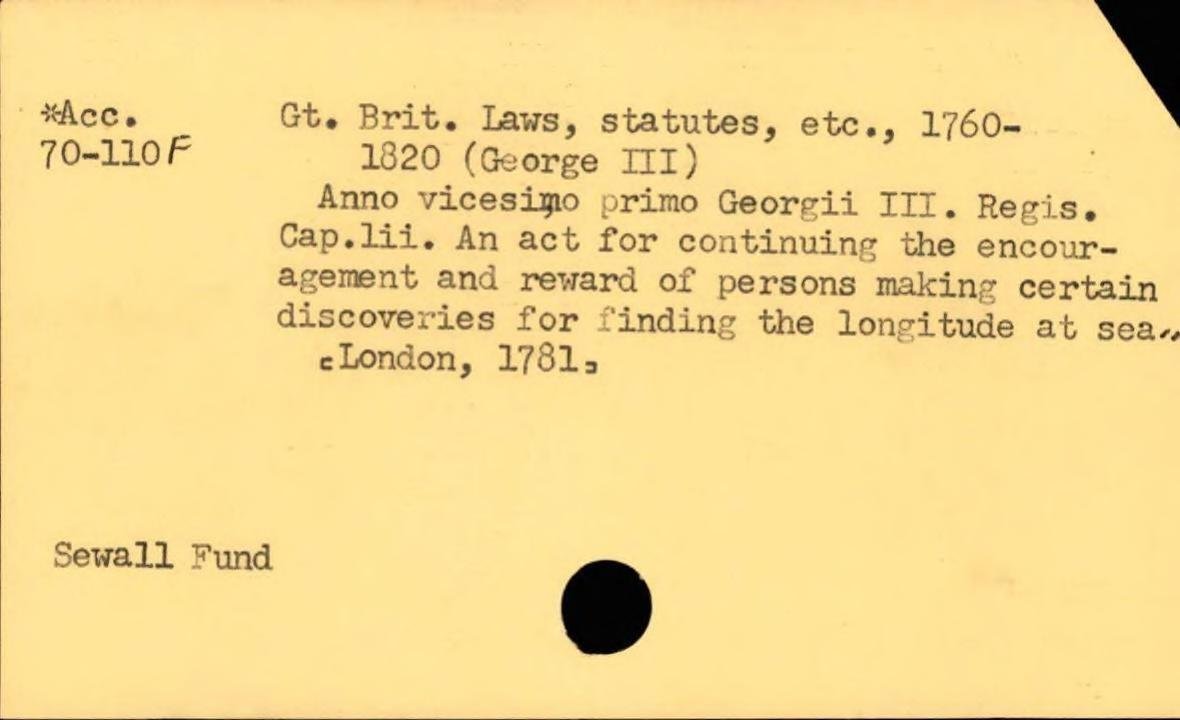 *Acc.
70-110F
Gt. Brit. Laws, statutes, etc., 1760-
1820 (George III)
Anno vicesimo primo Georgii III. Regis.
Cap.lii. An act for continuing the encour-
agement and reward of persons making certain
discoveries for finding the longitude at sea..
[London, 1781]
Sewall Fund